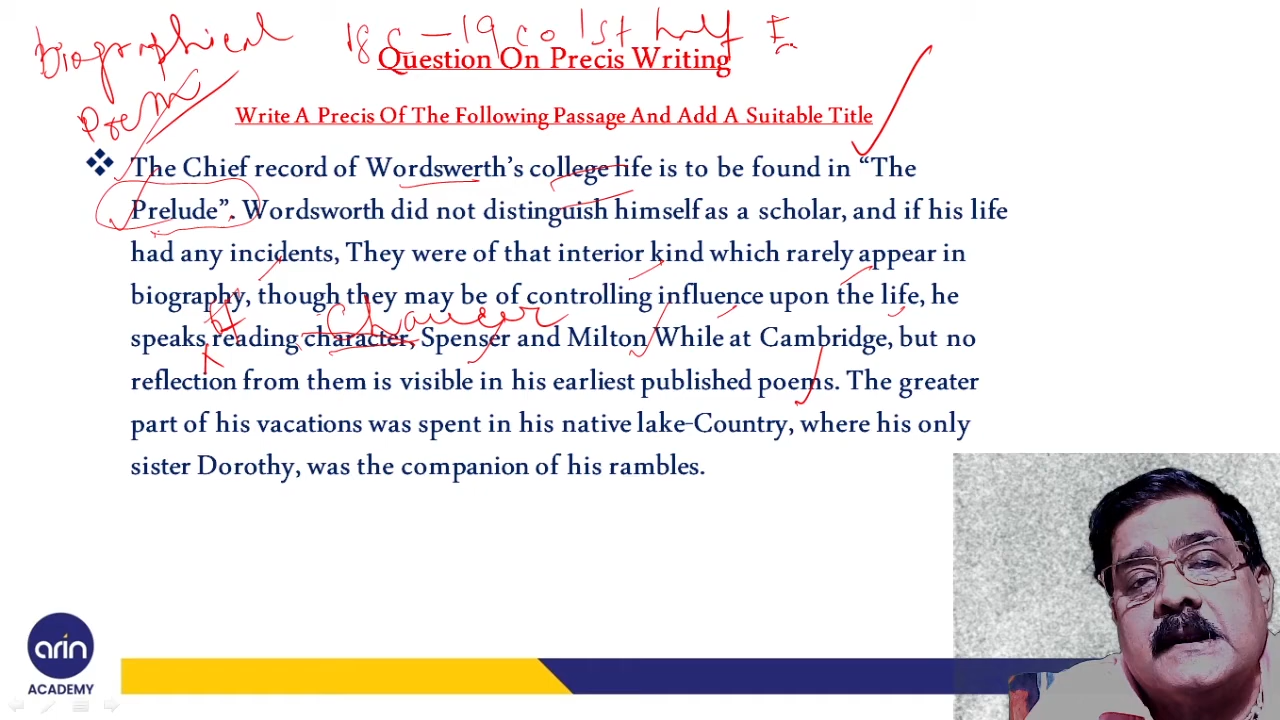 Biographical 18 C - 19 C 1st half E
Question On Precis Writing
Poem
Write A Precis Of The Following Passage And Add A Suitable Title
The Chief record of Wordswerth's college life is to be found in “The
Prelude”. Wordsworth did not distinguish himself as a scholar, and if his life
had any incidents, They were of that interior kind which rarely appear in
biography, though they may be of controlling influence upon the life, he
of Chaucer
speaks reading character, Spenser and Milton While at Cambridge, but no
reflection from them is visible in his earliest published poems. The greater
part of his vacations was spent in his native lake-Country, where his only
sister Dorothy, was the companion of his rambles.
arin
ACADEMY